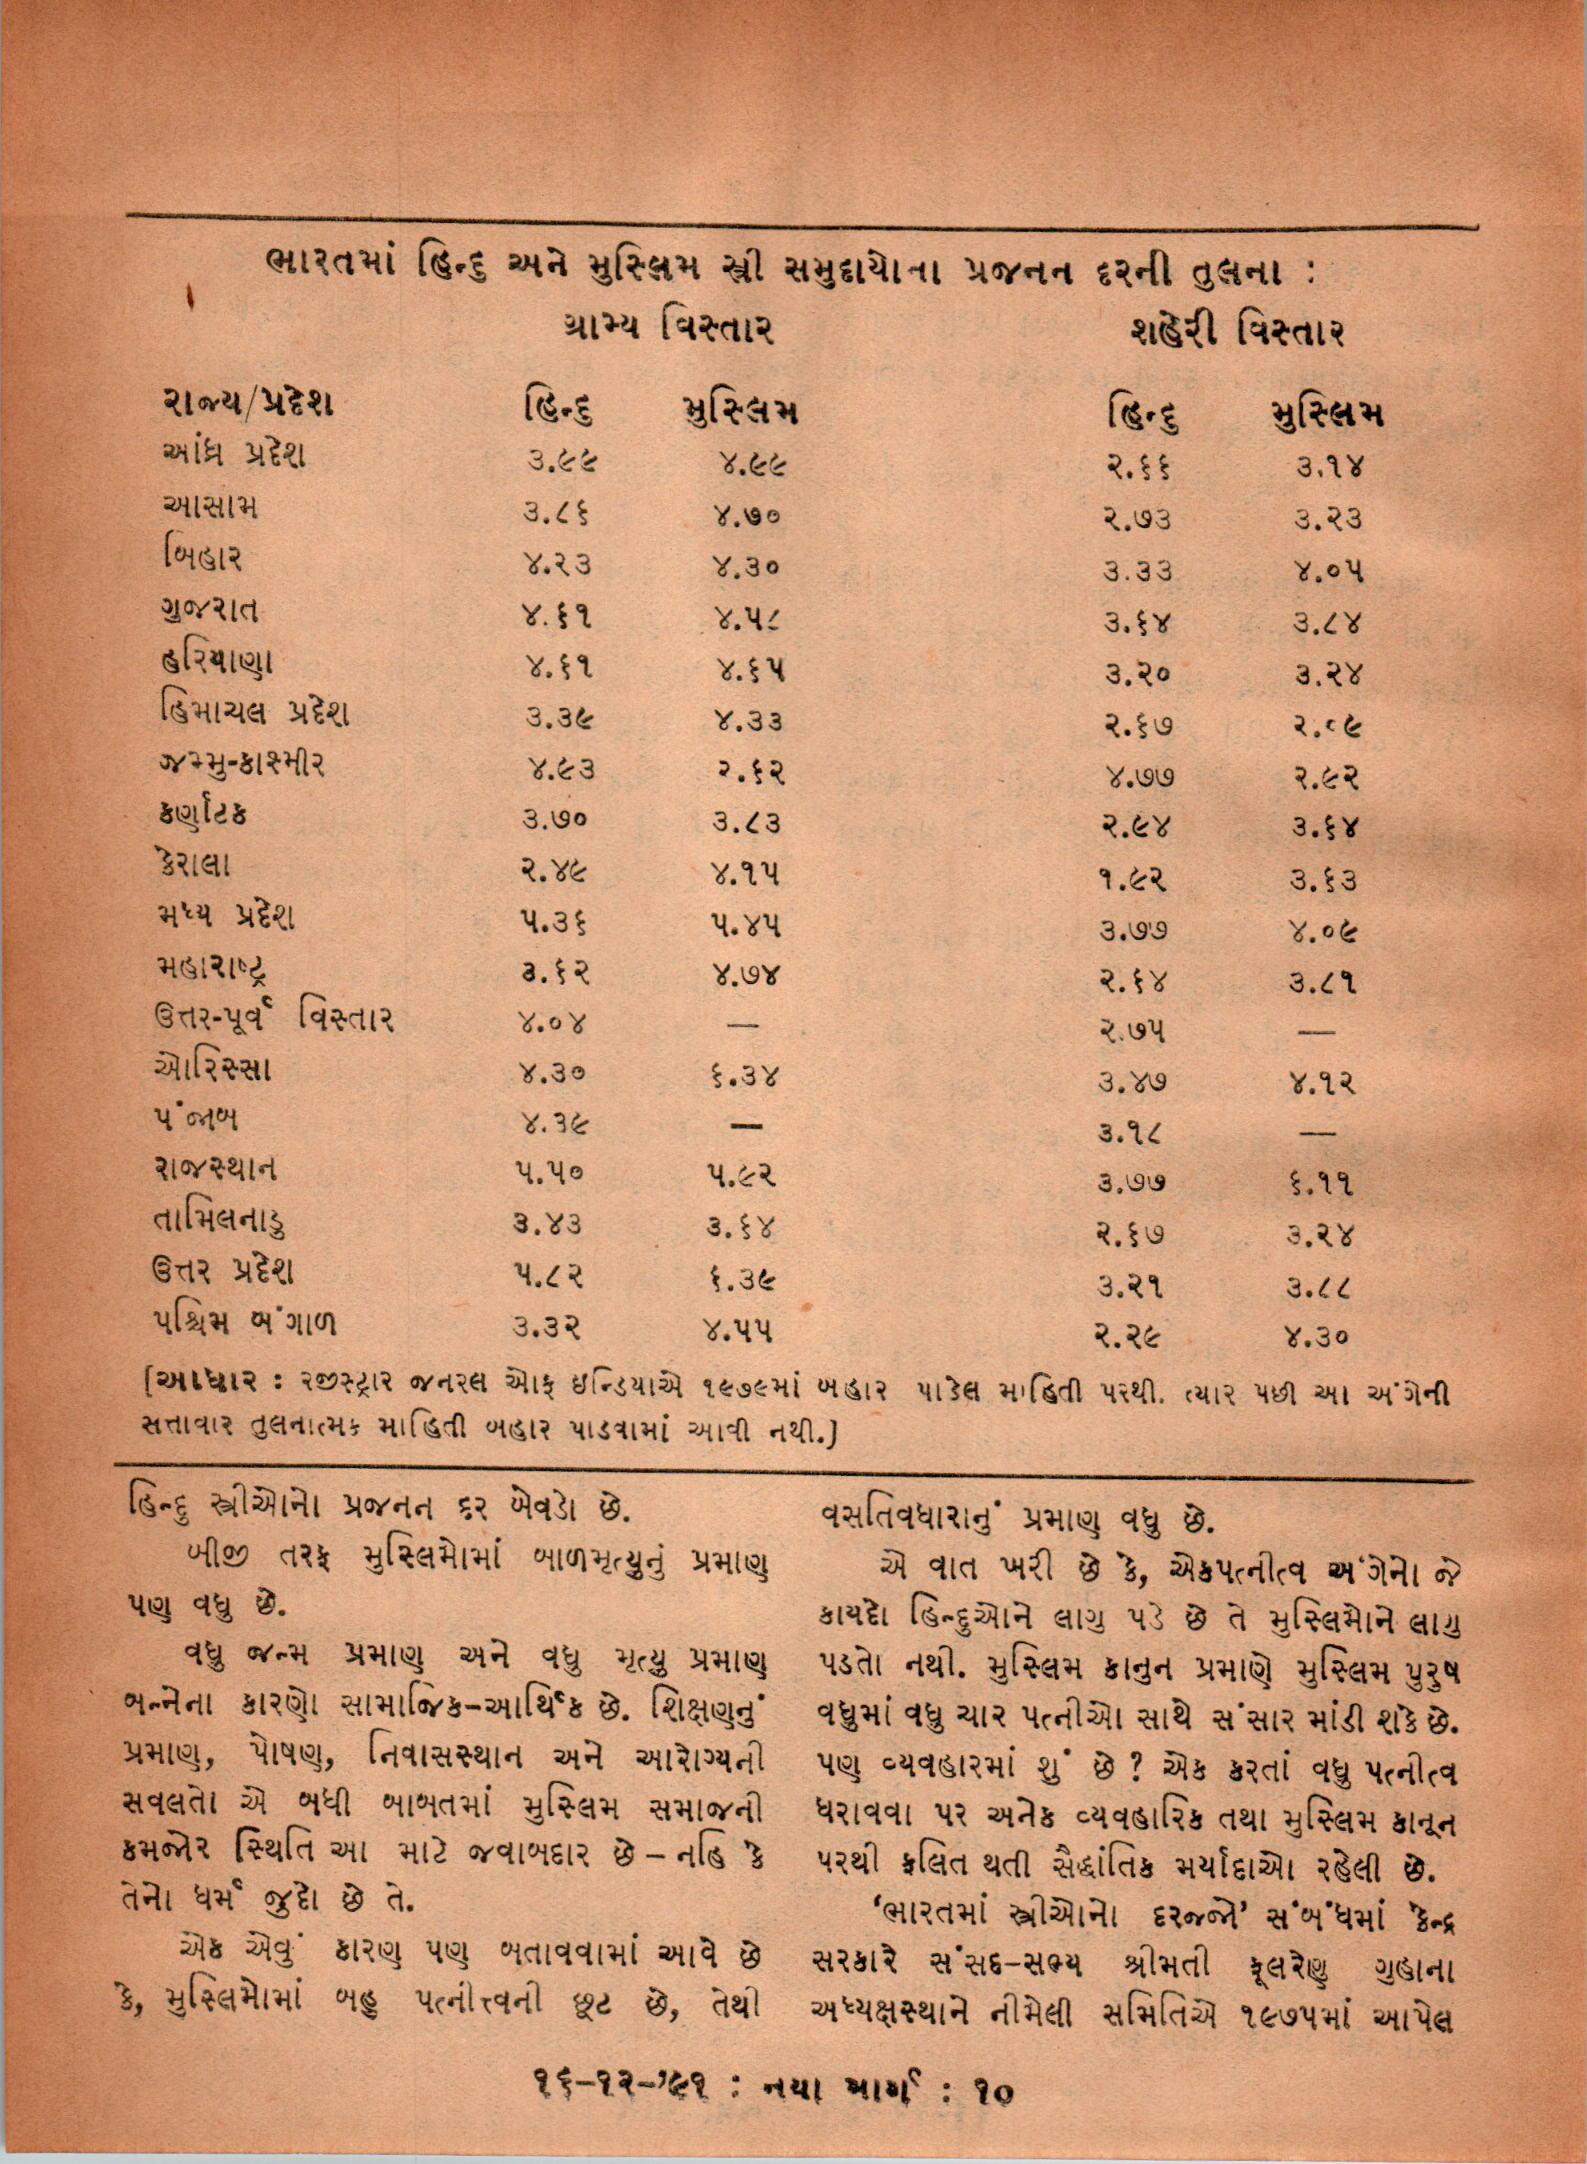 ભારતમાં હિન્દુ અને મુસ્લિમ સ્ત્રી સમુદાયોના પ્રજનન દરની તુલના :
ગ્રામ્ય વિસ્તાર શહેરી વિસ્તાર
રાજ્ય/પ્રદેશ હિન્દુ મુસ્લિમ હિન્દુ મુસ્લિમ
આંધ્ર પ્રદેશ ૩.૯૯ ૪.૯૯ ૨.૬૬ ૩.૧૪
આસામ ૩.૮૬ ૪.૭૦ ૨.૭૩ ૩.૨૩
બિહાર ૪.૨૩ ૪.૩૦ ૩.૩૩ ૪.૦૫
ગુજરાત ૪.૬૧ ૪.૫૮ ૩.૬૪ ૩.૮૪
હરિયાણા ૪.૬૧ ૪.૬૫ ૩.૨૦ ૩.૨૪
હિમાચલ પ્રદેશ ૩.૩૯ ૪.૩૩ ૨.૬૭
જમ્મુ-કાશ્મીર ૪.૯૩ ૨.૬૨ ૪.૭૭ ૨.૯૨
કર્ણાટક ૩.૭૦ ૩.૮૩ ૨.૯૪ ૩.૬૪
કેરાલા ૨.૪૯ ૪.૧૫ ૧.૯૨ ૩.૬૩
મધ્ય પ્રદેશ ૫.૩૬ ૫.૪૫ ૩.૭૭ ૪.૦૯
મહારાષ્ટ્ર ૩.૬૨ ૪.૭૪ ૨.૬૪ ૩.૮૧
ઉત્તર-પૂર્વ વિસ્તાર ૪.૦૪ — ૨.૭૫ —
ઓરિસ્સા ૪.૩૦ ૬.૩૪ ૩.૪૭ ૪.૧૨
પંજાબ ૪.૩૯ — ૩.૧૮ —
રાજસ્થાન ૫.૫૦ ૫.૯૨ ૩.૭૭ ૬.૧૧
તામિલનાડુ ૩.૪૩ ૩.૬૪ ૨.૬૭ ૩.૨૪
ઉત્તર પ્રદેશ ૫.૮૨ ૬.૩૯ ૩.૨૧ ૩.૮૮
પશ્ચિમ બંગાળ ૩.૩૨ ૪.૫૫ ૨.૨૯ ૪.૩૦
[આધાર : રજીસ્ટ્રાર જનરલ ઓફ ઇન્ડિયાએ ૧૯૭૯માં બહાર પાડેલ માહિતી પરથી. ત્યાર પછી આ અંગેની
સત્તાવાર તુલનાત્મક માહિતી બહાર પાડવામાં આવી નથી.]
હિન્દુ સ્ત્રીઓનો પ્રજનન દર બેવડો છે.
બીજી તરફ મુસ્લિમોમાં બાળમૃત્યુનું પ્રમાણ
પણ વધુ છે.
વધુ જન્મ પ્રમાણ અને વધુ મૃત્યુ પ્રમાણ
બન્નેના કારણો સામાજિક-આર્થિક છે. શિક્ષણનું
પ્રમાણ, પોષણ, નિવાસસ્થાન અને આરોગ્યની
સવલતો એ બધી બાબતમાં મુસ્લિમ સમાજની
કમજોર સ્થિતિ આ માટે જવાબદાર છે – નહિ કે
તેનો ધર્મ જુદો છે તે.
એક એવું કારણ પણ બતાવવામાં આવે છે
કે, મુસ્લિમોમાં બહુ પત્નીત્ત્વની છૂટ છે, તેથી
વસતિવધારાનું પ્રમાણ વધુ છે.
એ વાત ખરી છે કે, એકપત્નીત્વ અંગેનો જે
કાયદો હિન્દુઓને લાગુ પડે છે તે મુસ્લિમોને લાગુ
પડતો નથી. મુસ્લિમ કાનુન પ્રમાણે મુસ્લિમ પુરુષ
વધુમાં વધુ ચાર પત્નીઓ સાથે સંસાર માંડી શકે છે.
પણ વ્યવહારમાં શું છે ? એક કરતાં વધુ પત્નીત્વ
ધરાવવા પર અનેક વ્યવહારિક તથા મુસ્લિમ કાનૂન
પરથી ફલિત થતી સૈદ્ધાંતિક મર્યાદાઓ રહેલી છે.
‘ભારતમાં સ્ત્રીઓનો દરજ્જો’ સંબંધમાં કેન્દ્ર
સરકારે સંસદ-સભ્ય શ્રીમતી ફૂલરેણુ ગુહાના
અધ્યક્ષસ્થાને નીમેલી સમિતિએ ૧૯૭૫માં આપેલ
૧૬-૧૨-’૯૧ : નયા માર્ગ : ૧૦